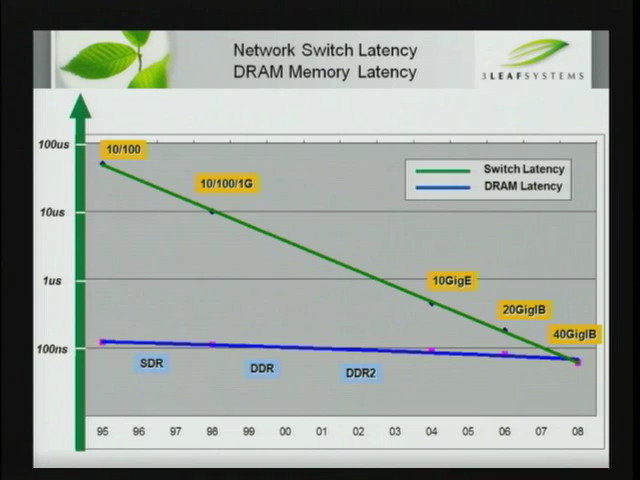 Network Switch Latency
DRAM Memory Latency
3LEAFSYSTEMS
100us
10us
1us
100ns
10/100
10/100/1G
10GigE
20GigIB
40GigIB
Switch Latency
DRAM Latency
SDR
DDR
DDR2
95 96 97 98 99 00 01 02 03 04 05 06 07 08